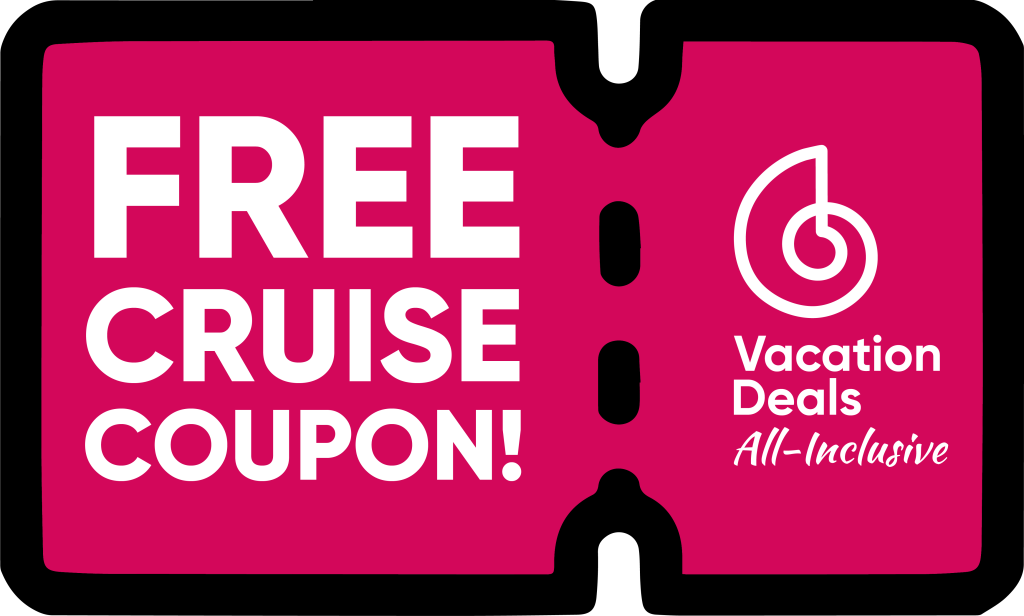 FREE
CRUISE
COUPON!
Vacation
Deals
All-Inclusive